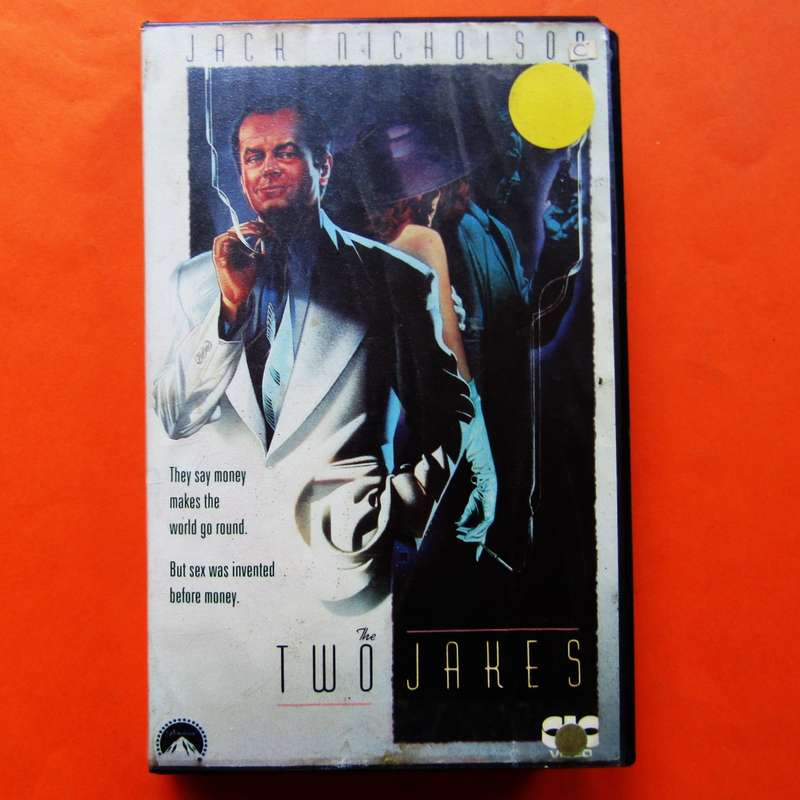 JACK NICHOLSON
C
They say money
makes the
world go round.
But sex was invented
before money.
The
TWO JAKES
Paramount
CIC
VIDEO